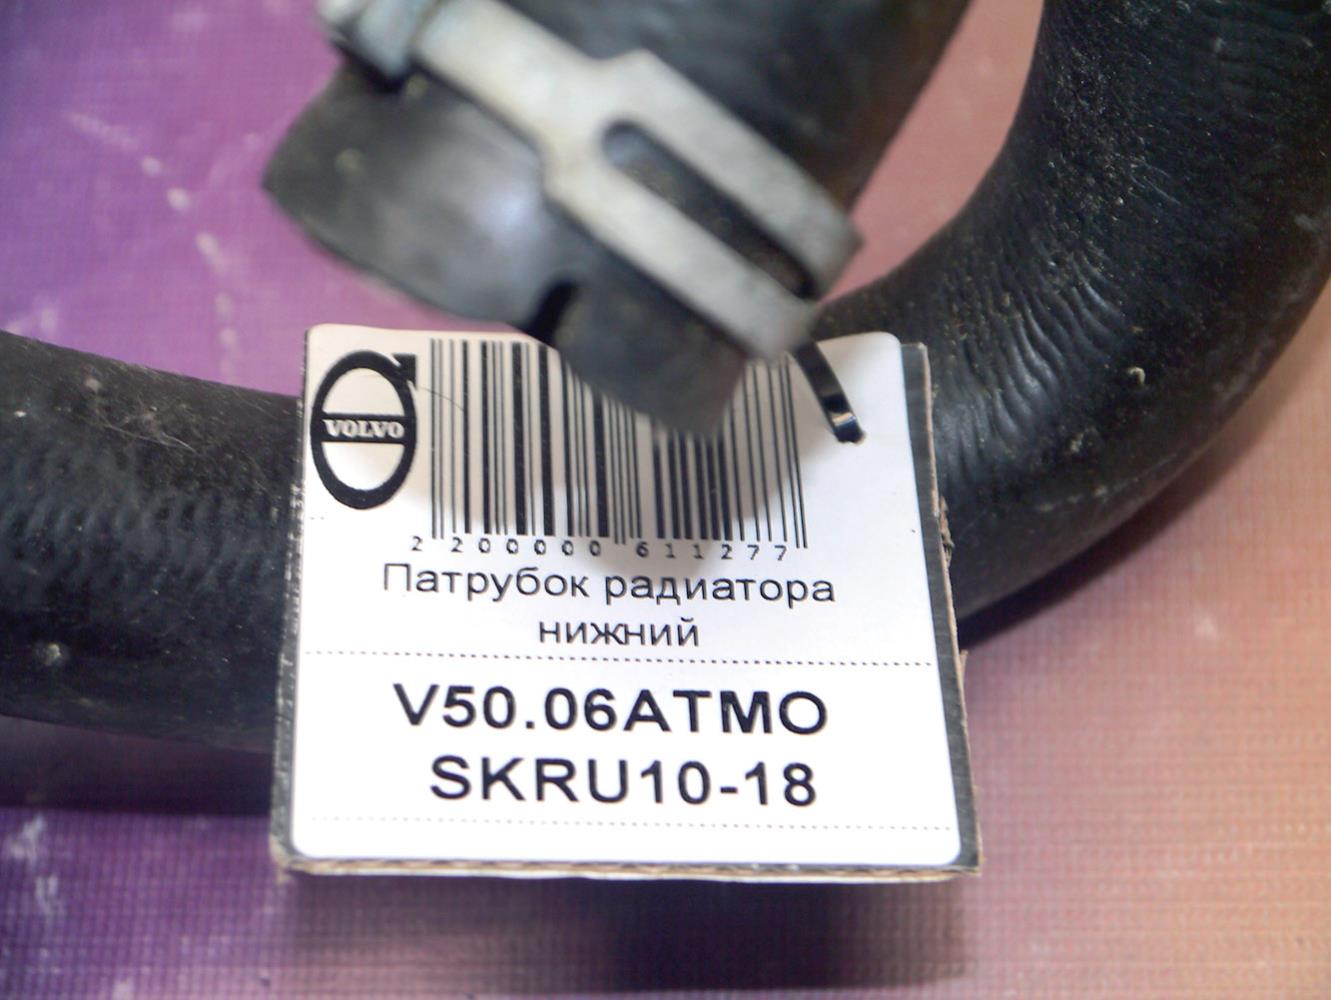 VOLVO
2 200000 611277
Патрубок радиатора
нижний
V50.06ATMO
SKRU10-18